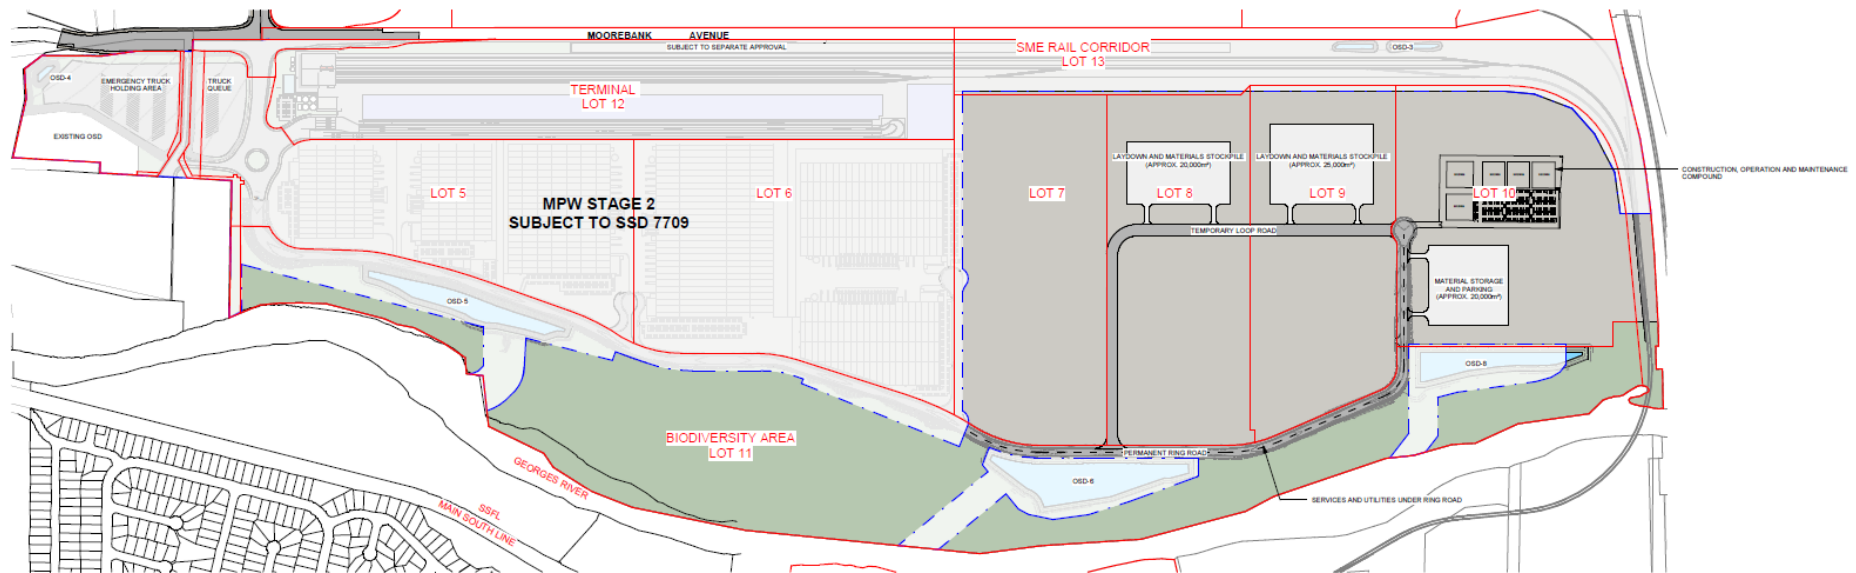 MOOREBANK AVENUE
SUBJECT TO SEPARATE APPROVAL
SME RAIL CORRIDOR
LOT 13
OSD-3
OSD-4
EMERGENCY TRUCK
HOLDING AREA
TRUCK
QUEUE
TERMINAL
LOT 12
EXISTING OSD
LAYDOWN AND MATERIALS STOCKPILE
(APPROX. 20,000m²)
LAYDOWN AND MATERIALS STOCKPILE
(APPROX. 25,000m²)
CONSTRUCTION, OPERATION AND MAINTENANCE
COMPOUND
LOT 5
LOT 6
LOT 7
LOT 8
LOT 9
LOT 10
MPW STAGE 2
SUBJECT TO SSD 7709
TEMPORARY LOOP ROAD
MATERIAL STORAGE
AND PARKING
(APPROX. 20,000m²)
OSD-5
OSD-8
BIODIVERSITY AREA
LOT 11
PERMANENT RING ROAD
GEORGES RIVER
OSD-6
SERVICES AND UTILITIES UNDER RING ROAD
SSFL
MAIN SOUTH LINE